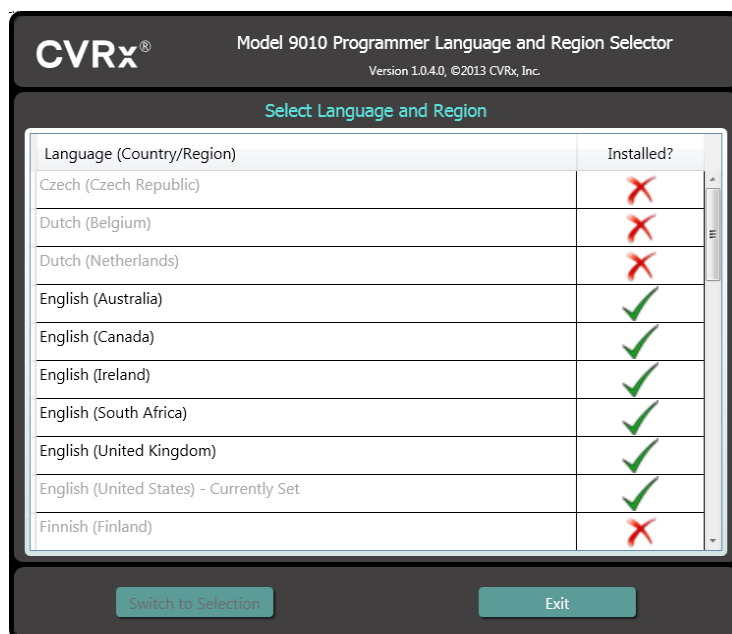 CVRx®
Model 9010 Programmer Language and Region Selector
Version 1.0.4.0, ©2013 CVRx, Inc.
Select Language and Region
Language (Country/Region) Installed?
Czech (Czech Republic)
Dutch (Belgium)
Dutch (Netherlands)
English (Australia)
English (Canada)
English (Ireland)
English (South Africa)
English (United Kingdom)
English (United States) - Currently Set
Finnish (Finland)
Switch to Selection Exit